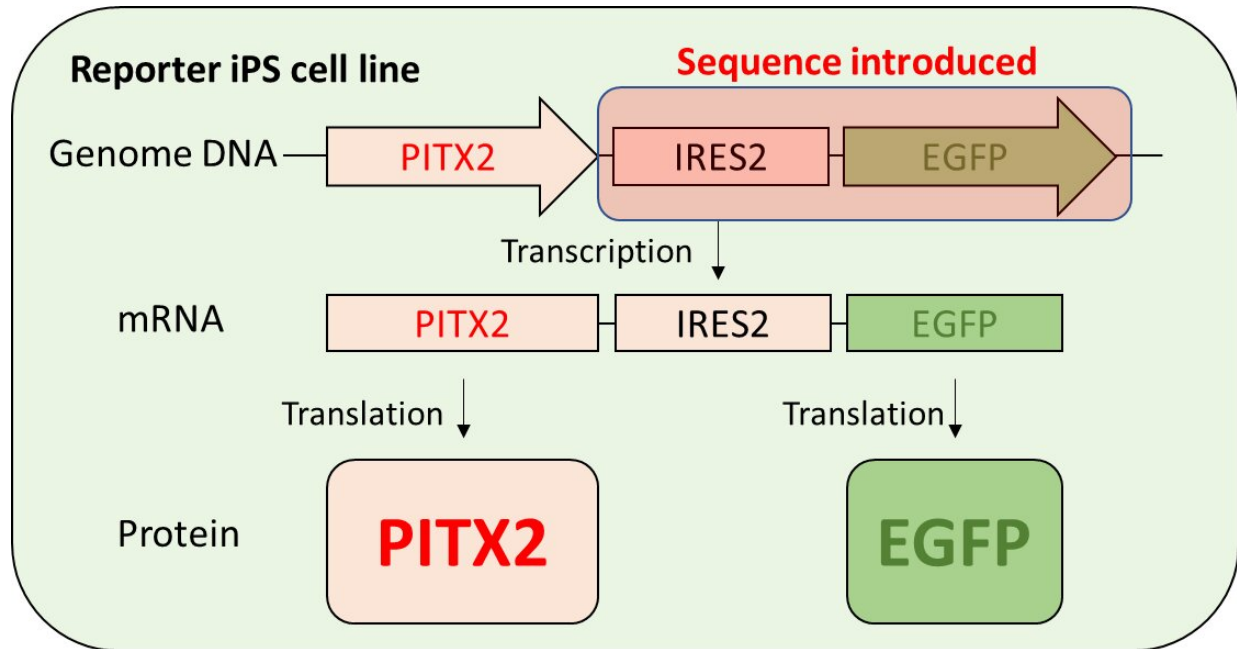 Reporter iPS cell line
Sequence introduced
Genome DNA
PITX2
IRES2
EGFP
Transcription
mRNA
PITX2
IRES2
EGFP
Translation
Translation
Protein
PITX2
EGFP